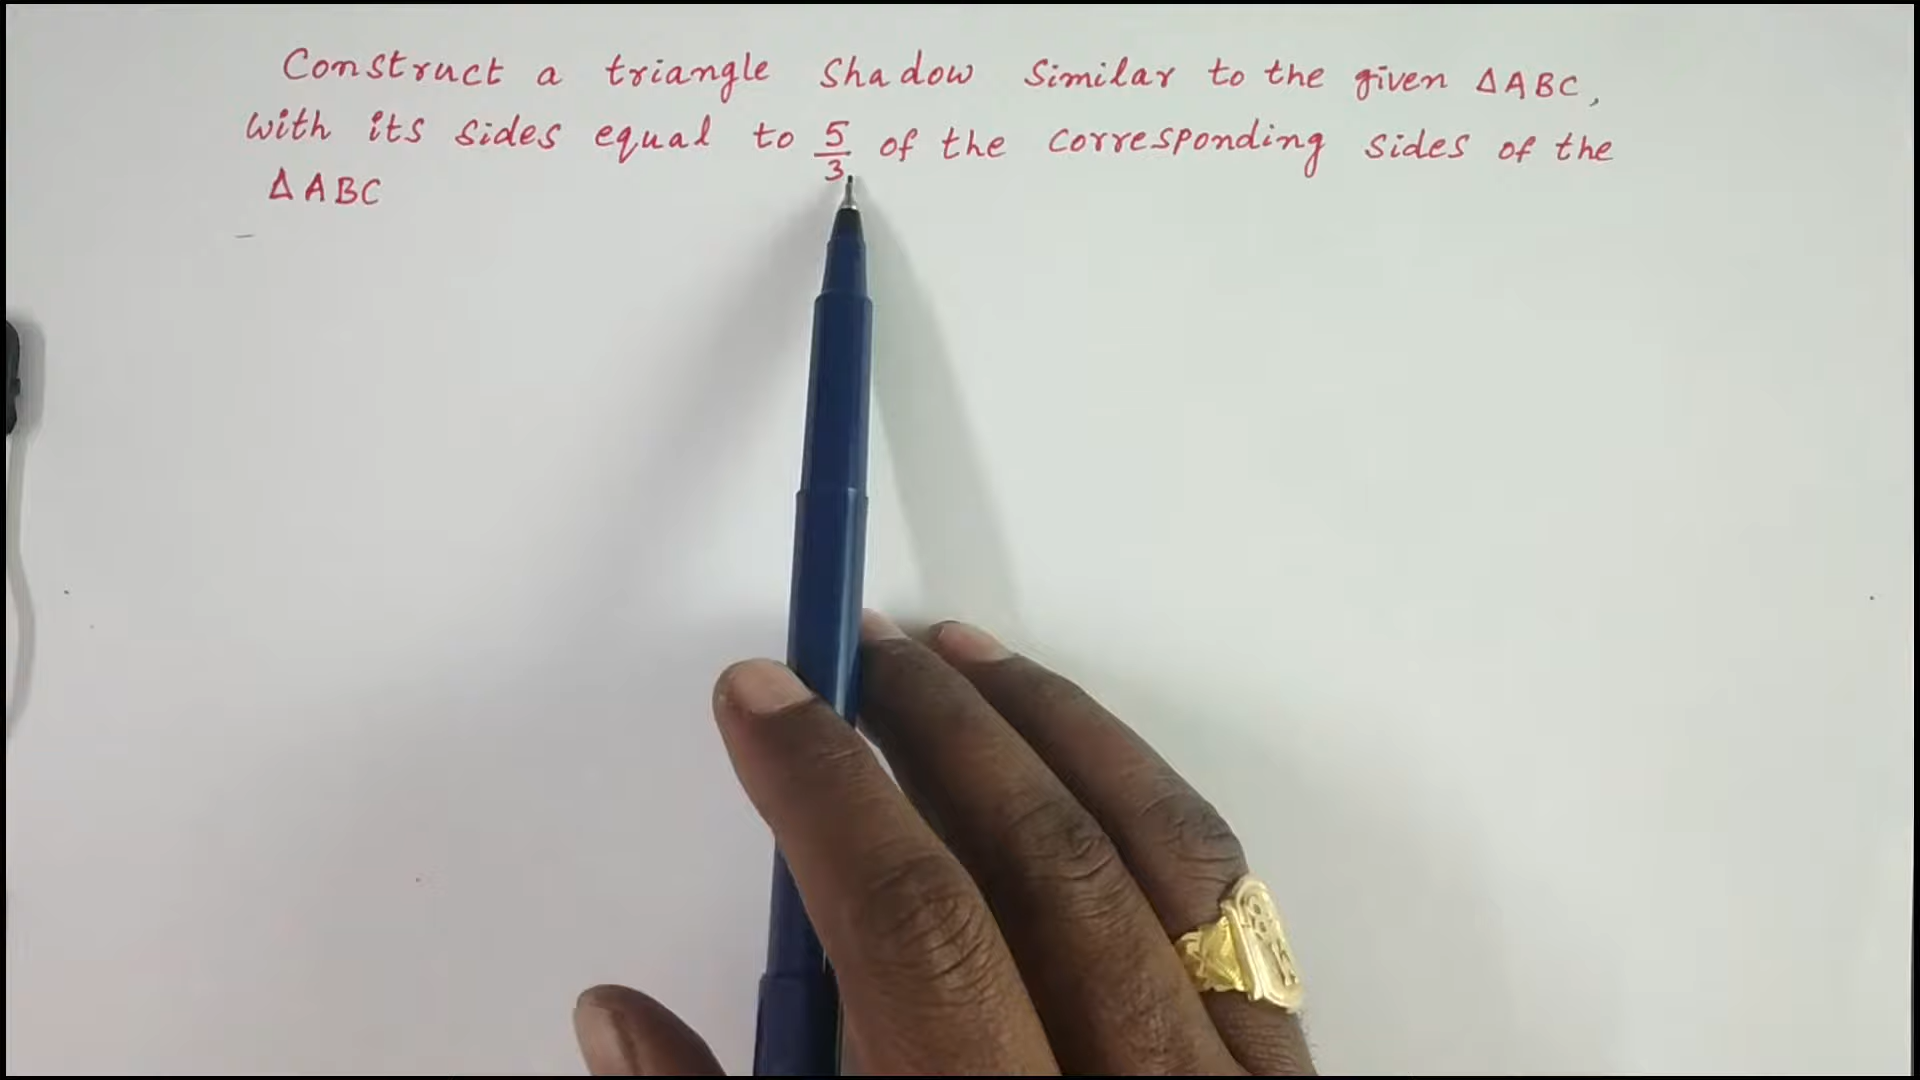 Construct a triangle Shadow Similar to the given ΔABC,
with its sides equal to 5/3 of the corresponding sides of the
ΔABC